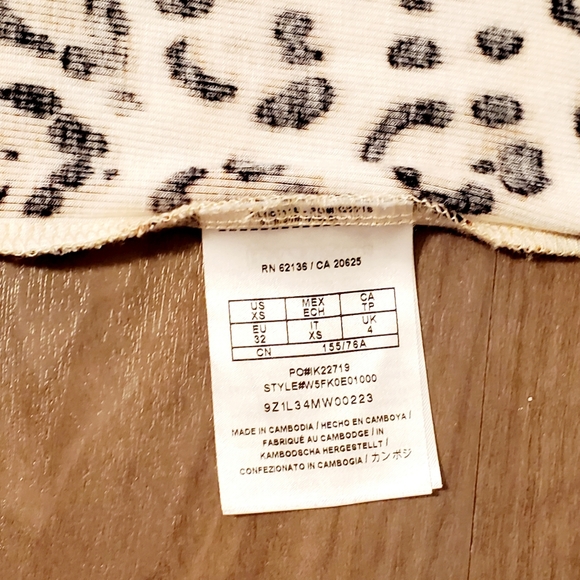 RN 62136 / CA 20625
US XS MEX ECH CA TP
EU 32 IT XS UK 4
CN 155/76A
PO#IK22719
STYLE#W5FK0E01000
9Z1L34MW00223
MADE IN CAMBODIA / HECHO EN CAMBOYA /
FABRIQUÉ AU CAMBODGE / IN
KAMBODSCHA HERGESTELLT /
CONFEZIONATO IN CAMBOGIA / カンボジ